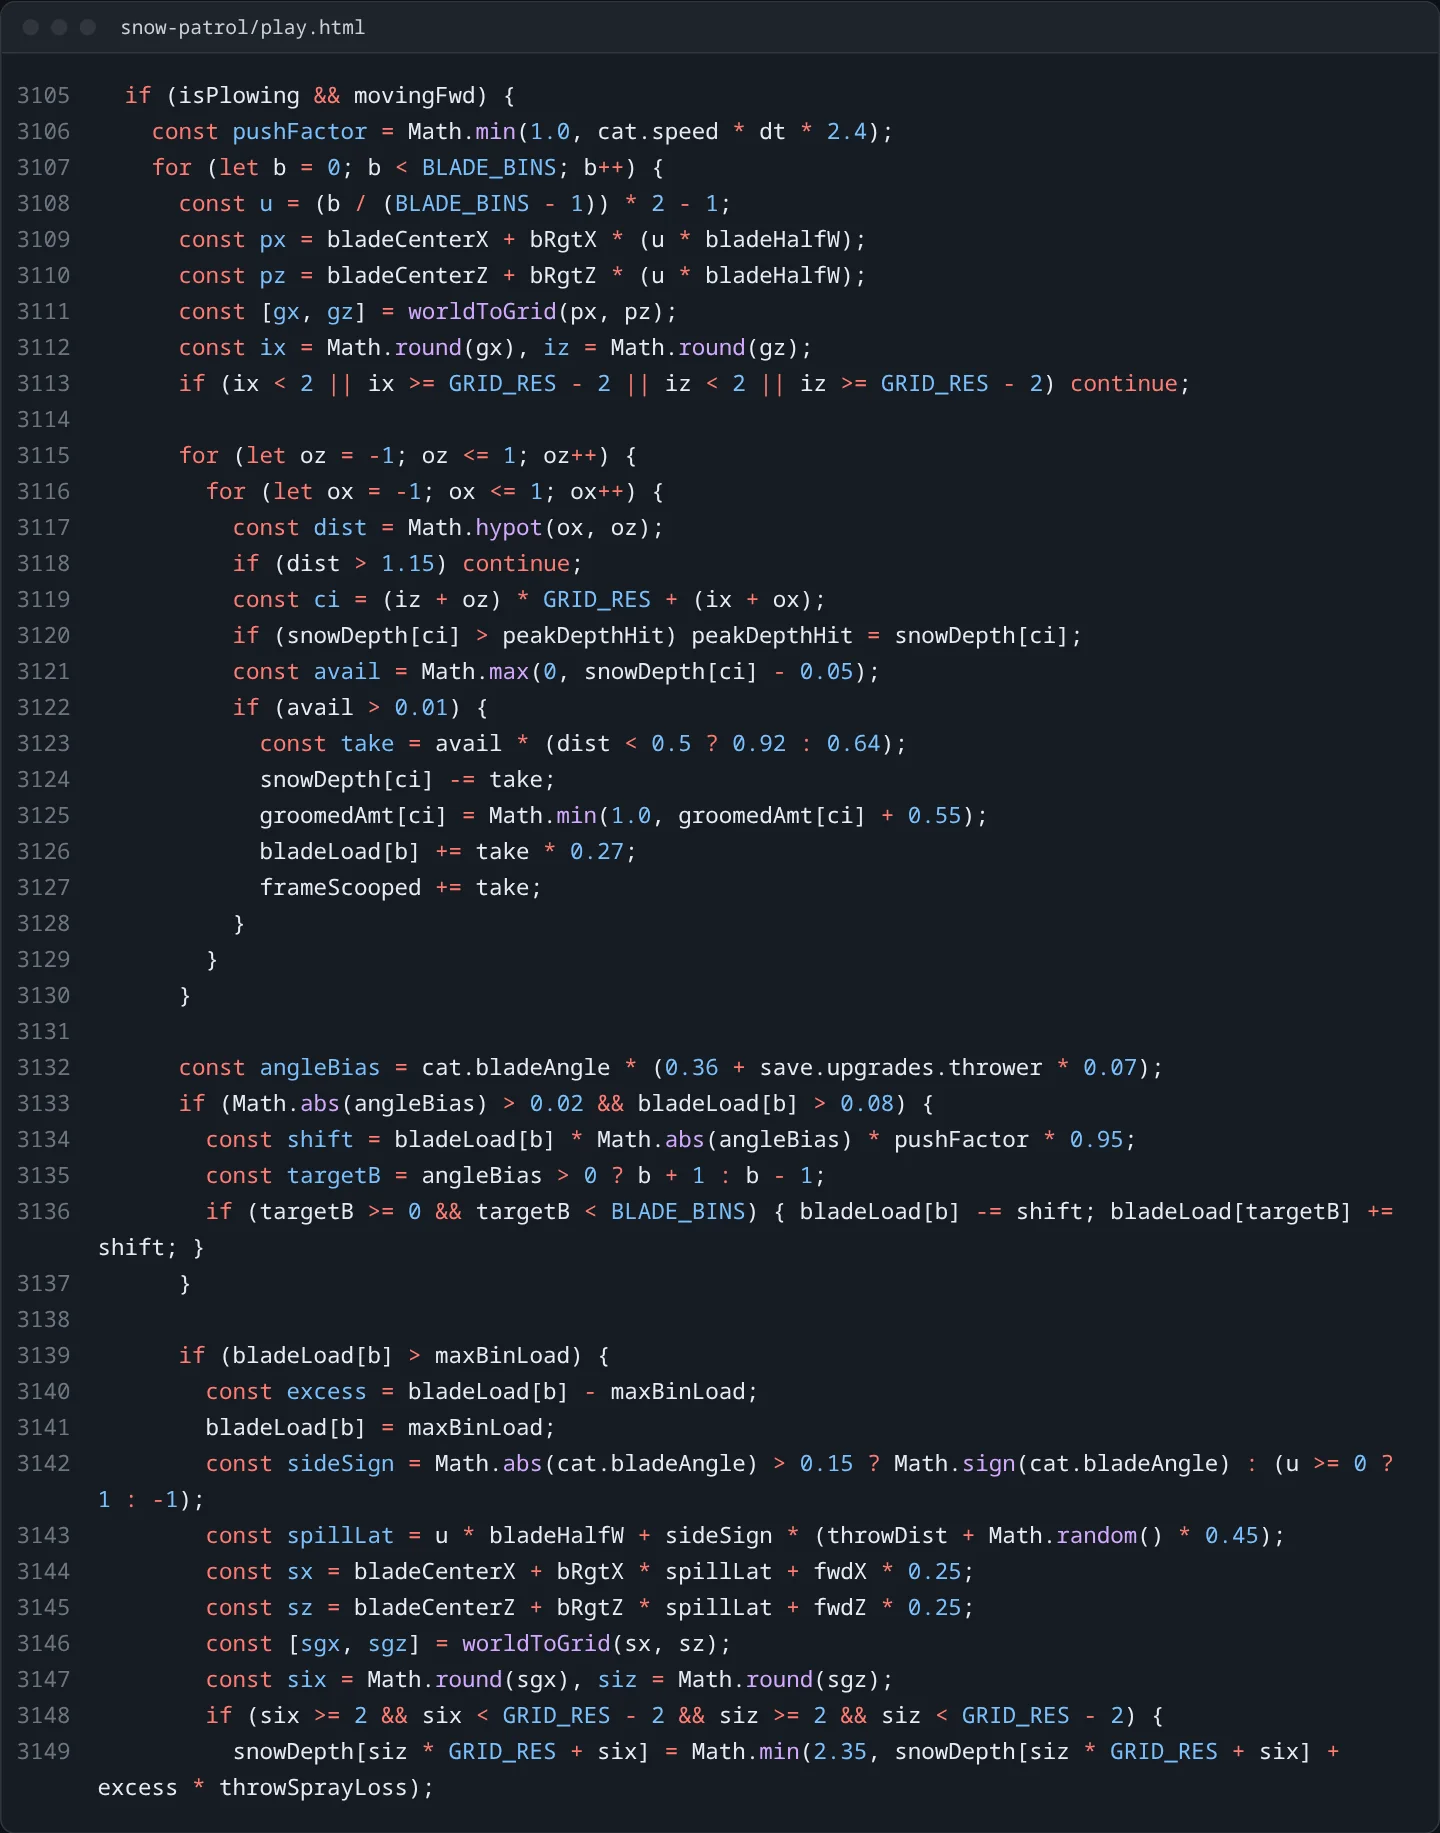 snow-patrol/play.html
3105   if (isPlowing && movingFwd) {
3106     const pushFactor = Math.min(1.0, cat.speed * dt * 2.4);
3107     for (let b = 0; b < BLADE_BINS; b++) {
3108       const u = (b / (BLADE_BINS - 1)) * 2 - 1;
3109       const px = bladeCenterX + bRgtX * (u * bladeHalfW);
3110       const pz = bladeCenterZ + bRgtZ * (u * bladeHalfW);
3111       const [gx, gz] = worldToGrid(px, pz);
3112       const ix = Math.round(gx), iz = Math.round(gz);
3113       if (ix < 2 || ix >= GRID_RES - 2 || iz < 2 || iz >= GRID_RES - 2) continue;
3114
3115       for (let oz = -1; oz <= 1; oz++) {
3116         for (let ox = -1; ox <= 1; ox++) {
3117           const dist = Math.hypot(ox, oz);
3118           if (dist > 1.15) continue;
3119           const ci = (iz + oz) * GRID_RES + (ix + ox);
3120           if (snowDepth[ci] > peakDepthHit) peakDepthHit = snowDepth[ci];
3121           const avail = Math.max(0, snowDepth[ci] - 0.05);
3122           if (avail > 0.01) {
3123             const take = avail * (dist < 0.5 ? 0.92 : 0.64);
3124             snowDepth[ci] -= take;
3125             groomedAmt[ci] = Math.min(1.0, groomedAmt[ci] + 0.55);
3126             bladeLoad[b] += take * 0.27;
3127             frameScooped += take;
3128           }
3129         }
3130       }
3131
3132       const angleBias = cat.bladeAngle * (0.36 + save.upgrades.thrower * 0.07);
3133       if (Math.abs(angleBias) > 0.02 && bladeLoad[b] > 0.08) {
3134         const shift = bladeLoad[b] * Math.abs(angleBias) * pushFactor * 0.95;
3135         const targetB = angleBias > 0 ? b + 1 : b - 1;
3136         if (targetB >= 0 && targetB < BLADE_BINS) { bladeLoad[b] -= shift; bladeLoad[targetB] +=
shift; }
3137       }
3138
3139       if (bladeLoad[b] > maxBinLoad) {
3140         const excess = bladeLoad[b] - maxBinLoad;
3141         bladeLoad[b] = maxBinLoad;
3142         const sideSign = Math.abs(cat.bladeAngle) > 0.15 ? Math.sign(cat.bladeAngle) : (u >= 0 ?
1 : -1);
3143         const spillLat = u * bladeHalfW + sideSign * (throwDist + Math.random() * 0.45);
3144         const sx = bladeCenterX + bRgtX * spillLat + fwdX * 0.25;
3145         const sz = bladeCenterZ + bRgtZ * spillLat + fwdZ * 0.25;
3146         const [sgx, sgz] = worldToGrid(sx, sz);
3147         const six = Math.round(sgx), siz = Math.round(sgz);
3148         if (six >= 2 && six < GRID_RES - 2 && siz >= 2 && siz < GRID_RES - 2) {
3149           snowDepth[siz * GRID_RES + six] = Math.min(2.35, snowDepth[siz * GRID_RES + six] +
excess * throwSprayLoss);